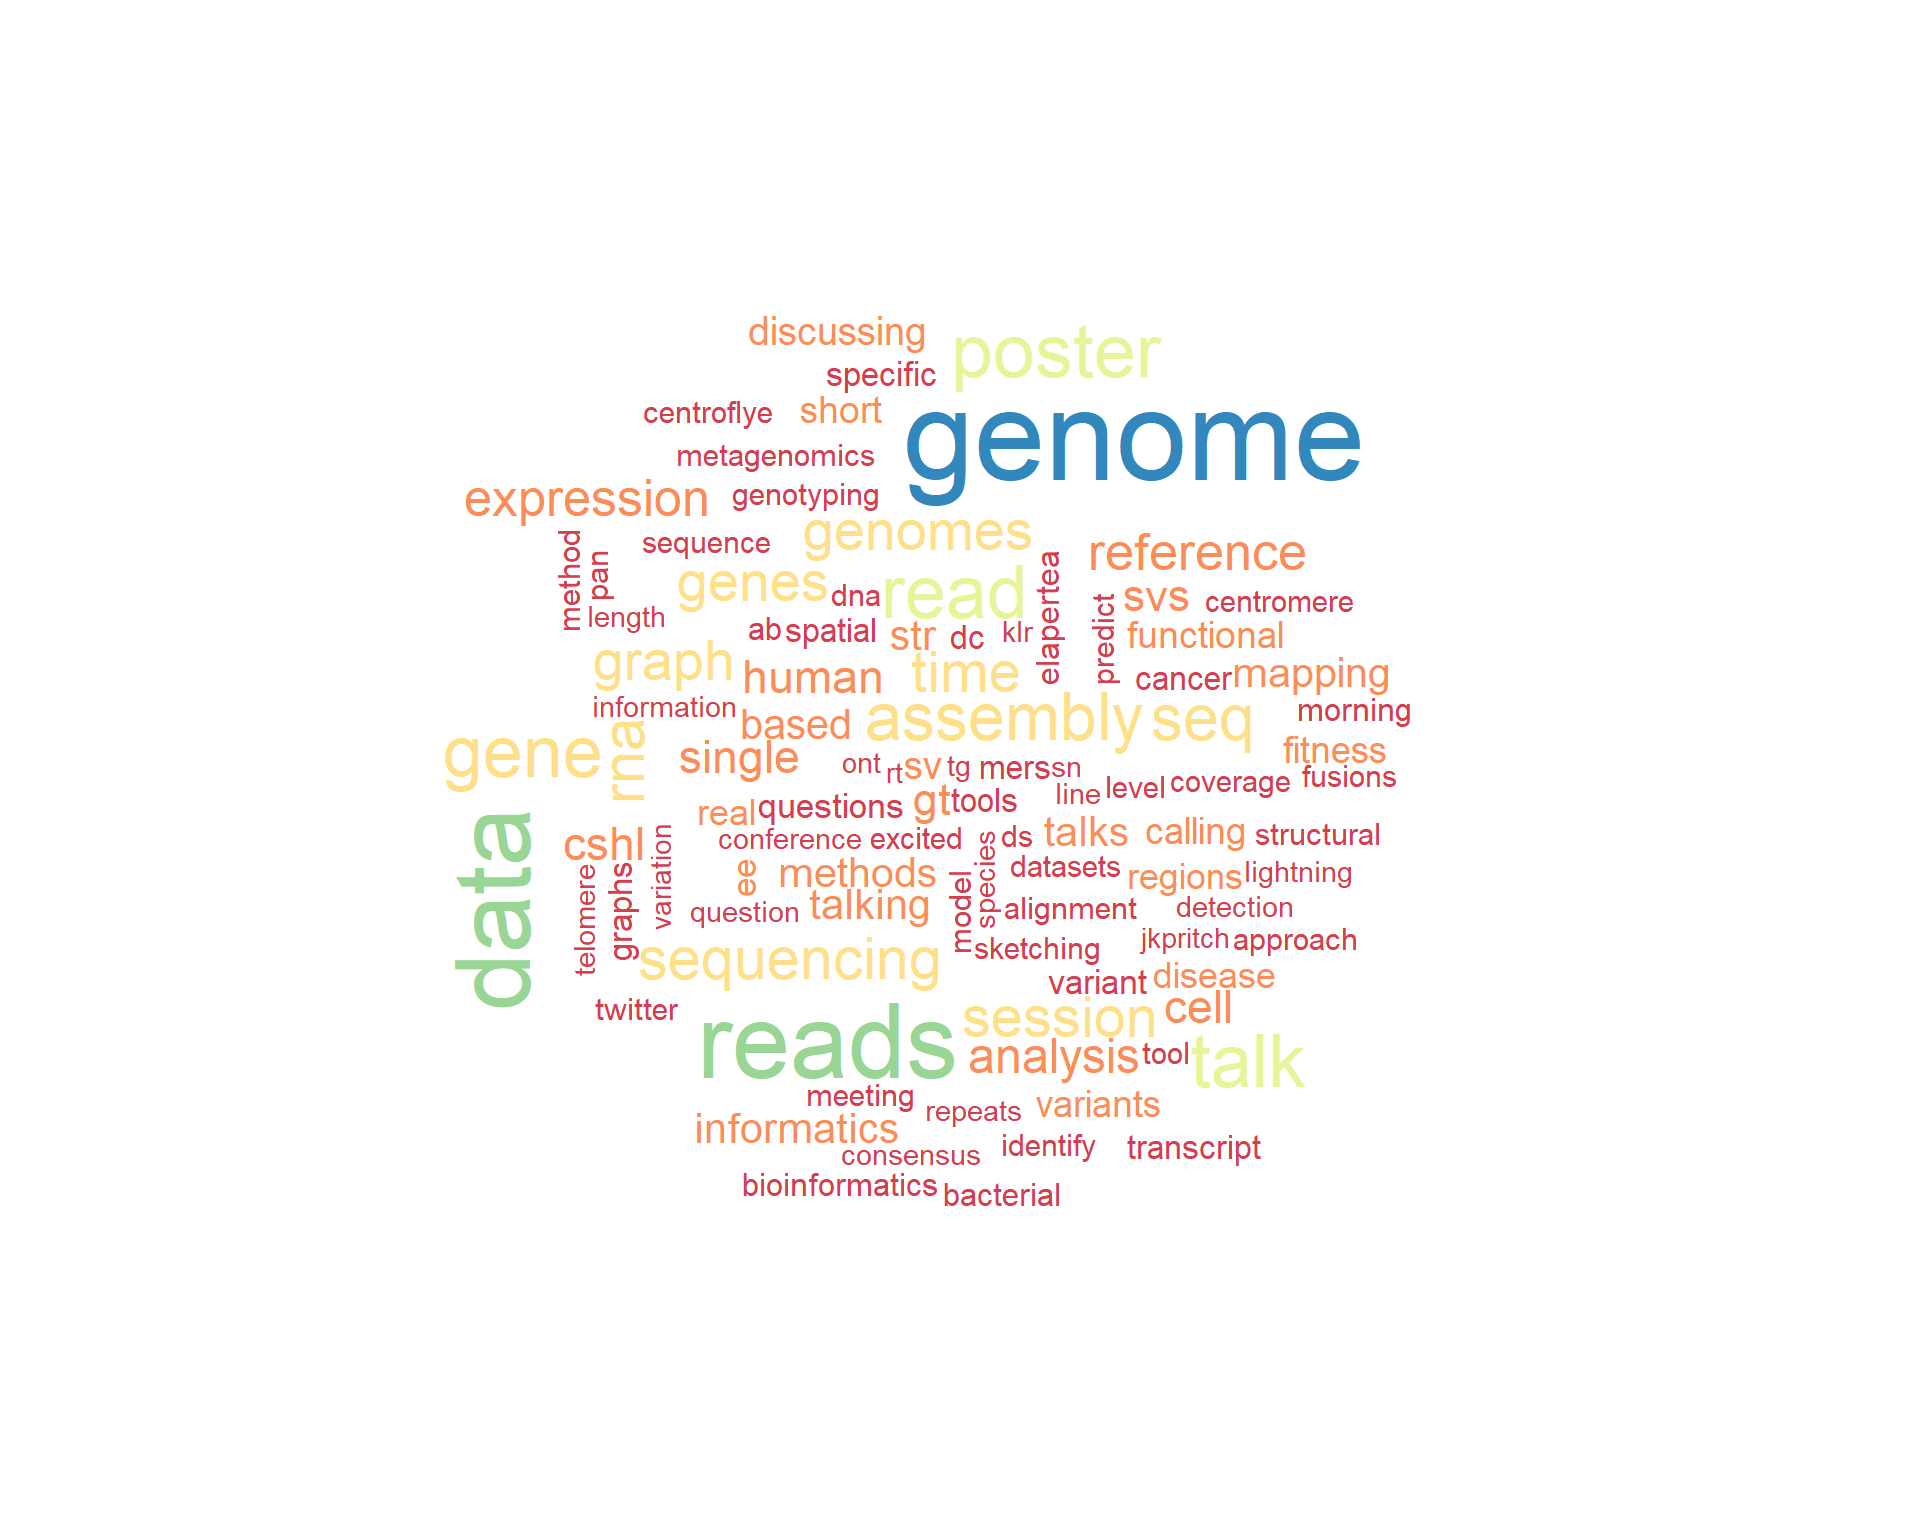 discussing
poster
specific
centroflye
short
genome
metagenomics
expression
genotyping
genomes
sequence
reference
method
pan
genes
dna
read
elapertea
svs
centromere
length
ab
spatial
str
dc
klr
predict
functional
graph
human
time
cancer
mapping
information
based
assembly
seq
morning
gene
rna
single
ont
rt
sv
tg
mers
sn
fitness
line
level
coverage
fusions
real
questions
gt
tools
data
cshl
variation
conference
excited
ds
talks
calling
structural
telomere
graphs
ee
methods
model
species
datasets
regions
lightning
question
talking
alignment
detection
sequencing
sketching
jkpritch
approach
variant
disease
twitter
reads
session
cell
analysis
tool
talk
meeting
repeats
variants
informatics
consensus
identify
transcript
bioinformatics
bacterial